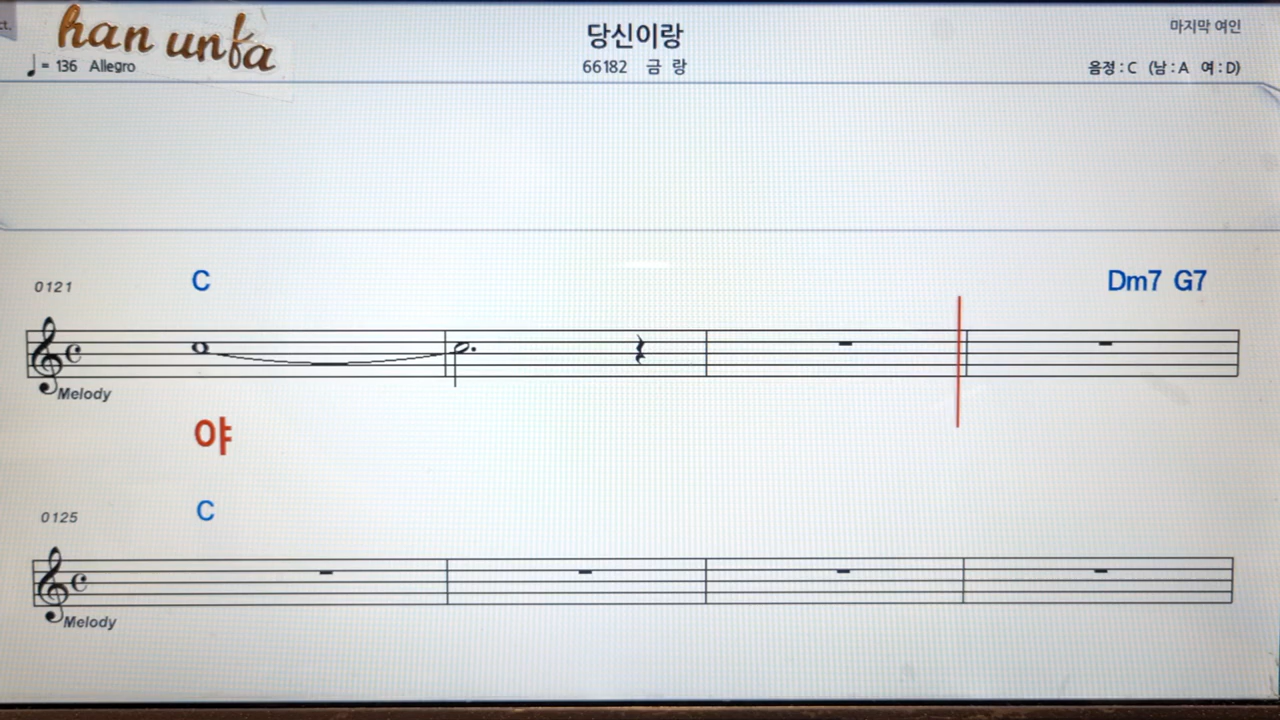 ct.
han unfa
당신이랑
마지막 여인
♩= 136 Allegro
66182 금 랑
음정 : C (남 : A 여 : D)
0121
C
Dm7 G7
Melody
야
0125
C
Melody